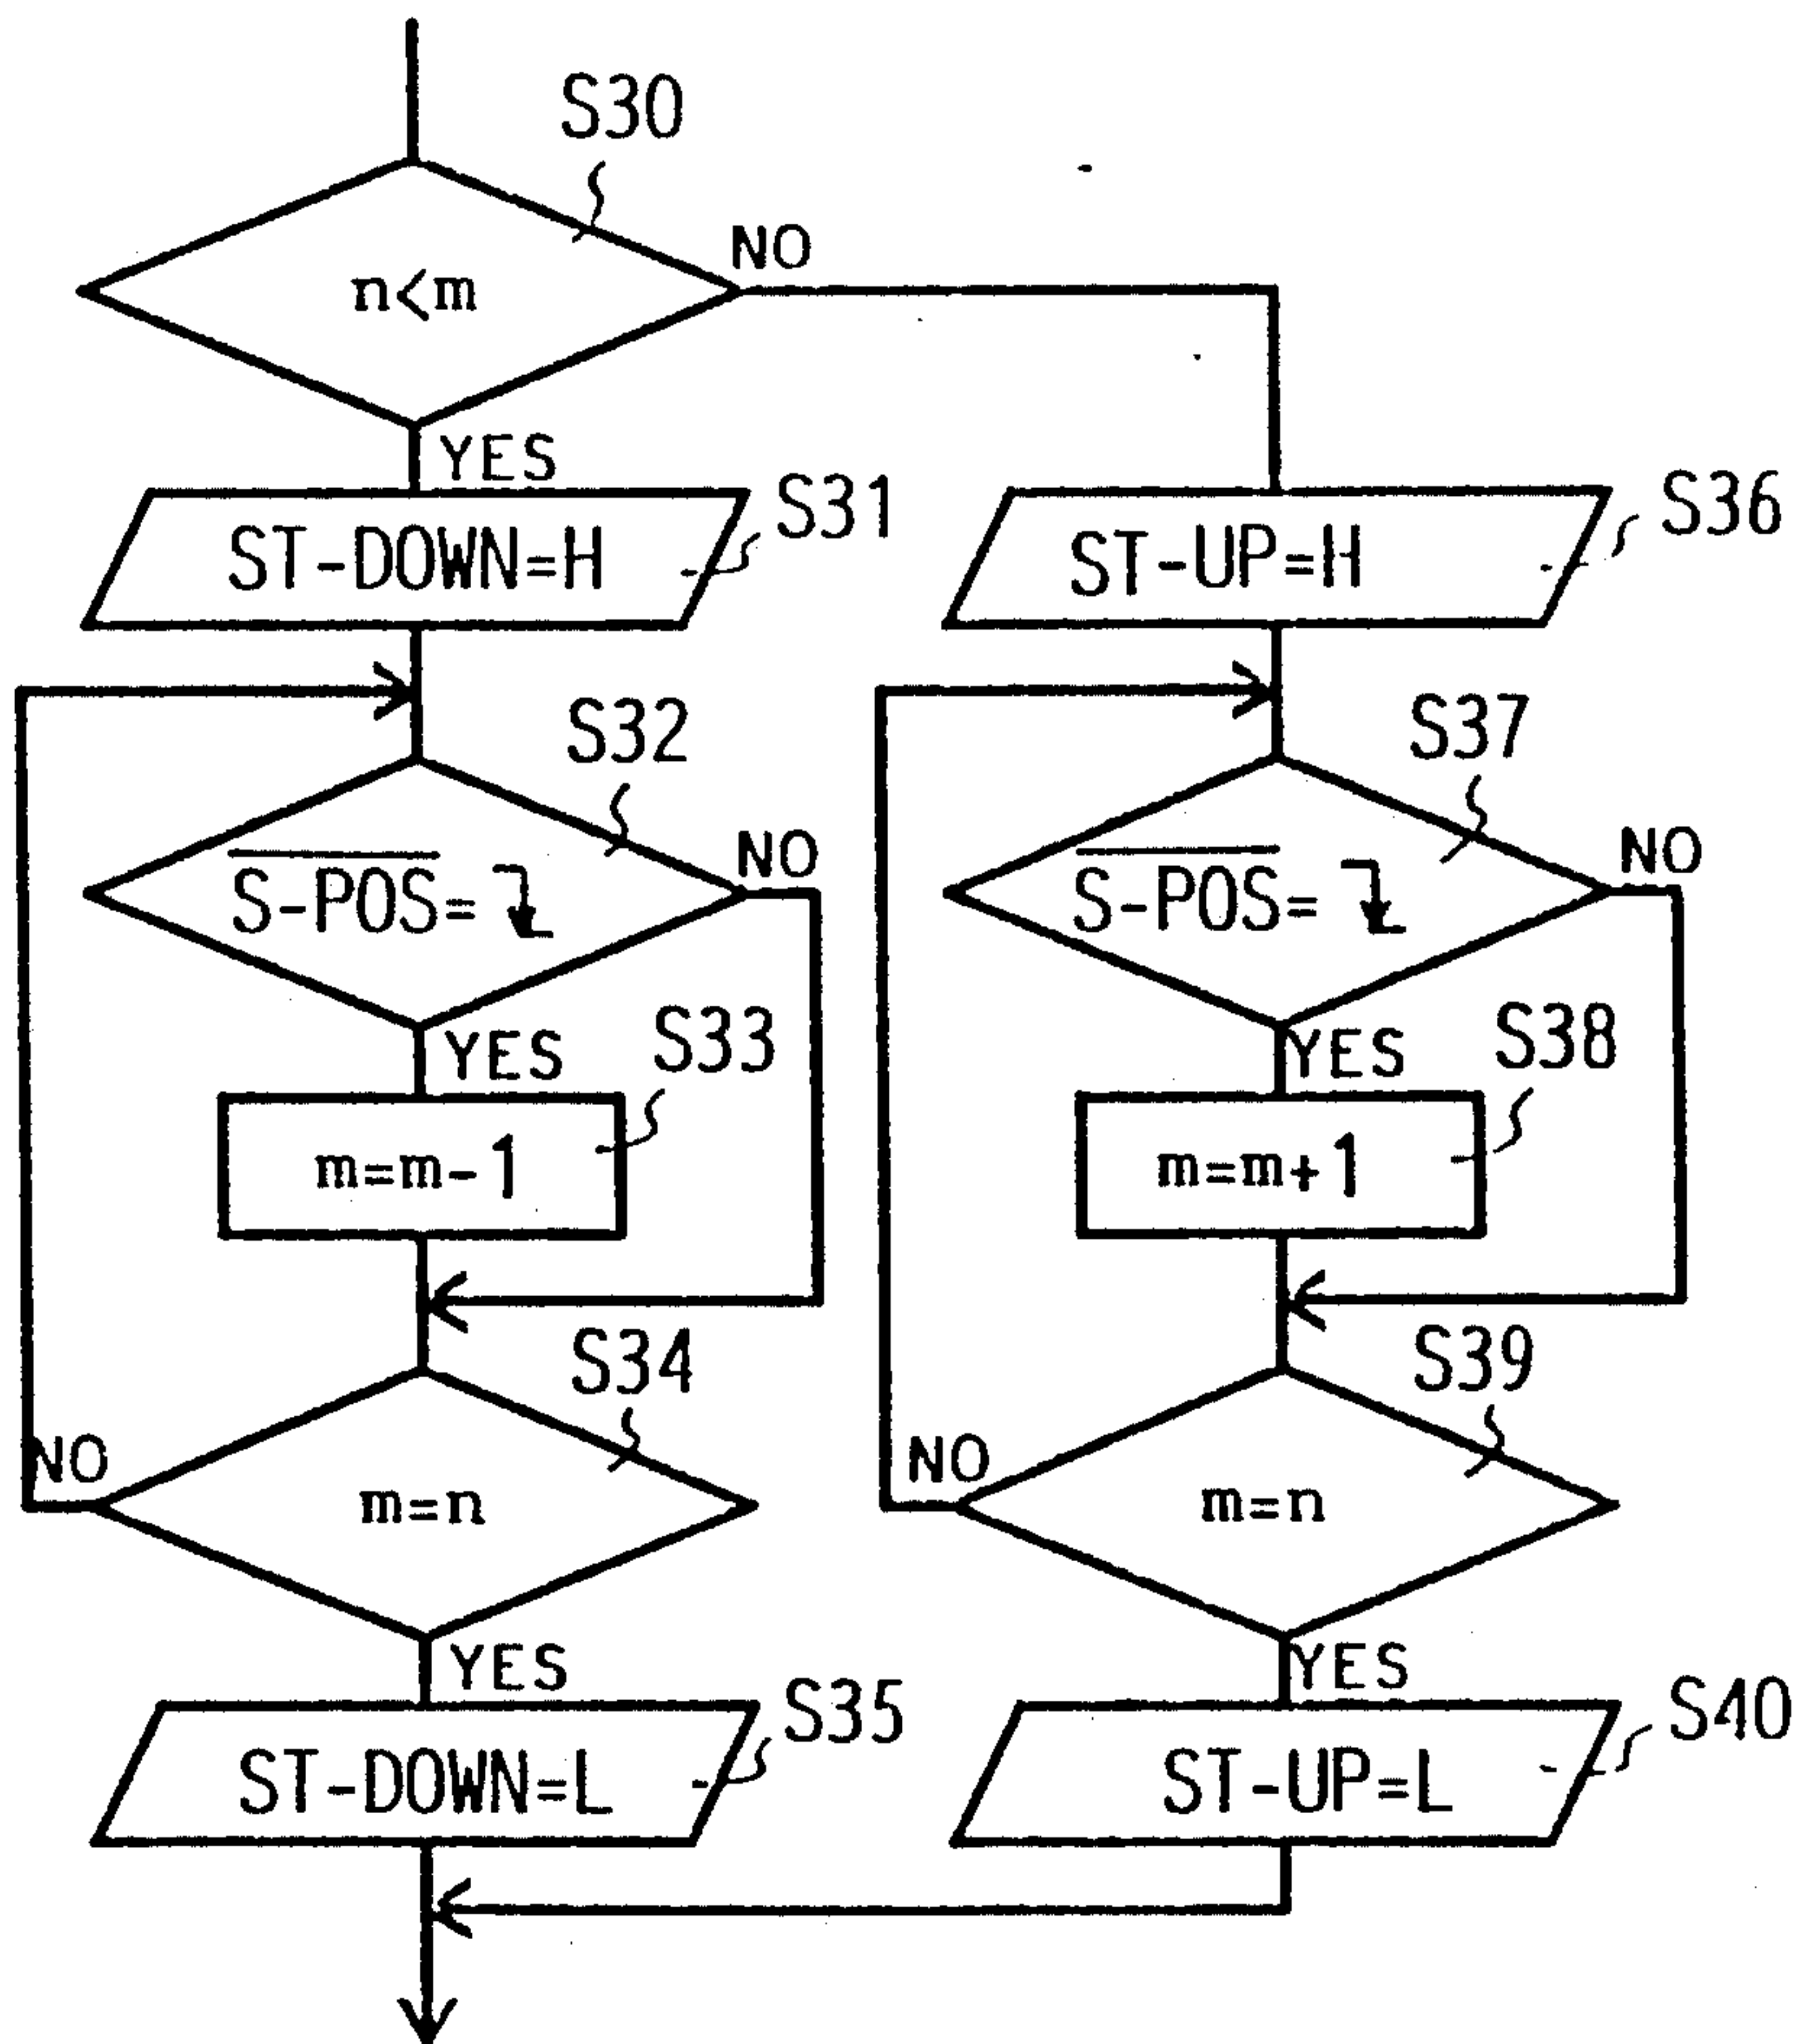 S30
n<m
NO
YES
ST-DOWN=H
S31
S32
S-POS=
NO
YES
S33
m=m-1
S34
NO
m=n
YES
ST-DOWN=L
S35
ST-UP=H
S36
S37
S-POS=
NO
YES
S38
m=m+1
S39
NO
m=n
YES
ST-UP=L
S40